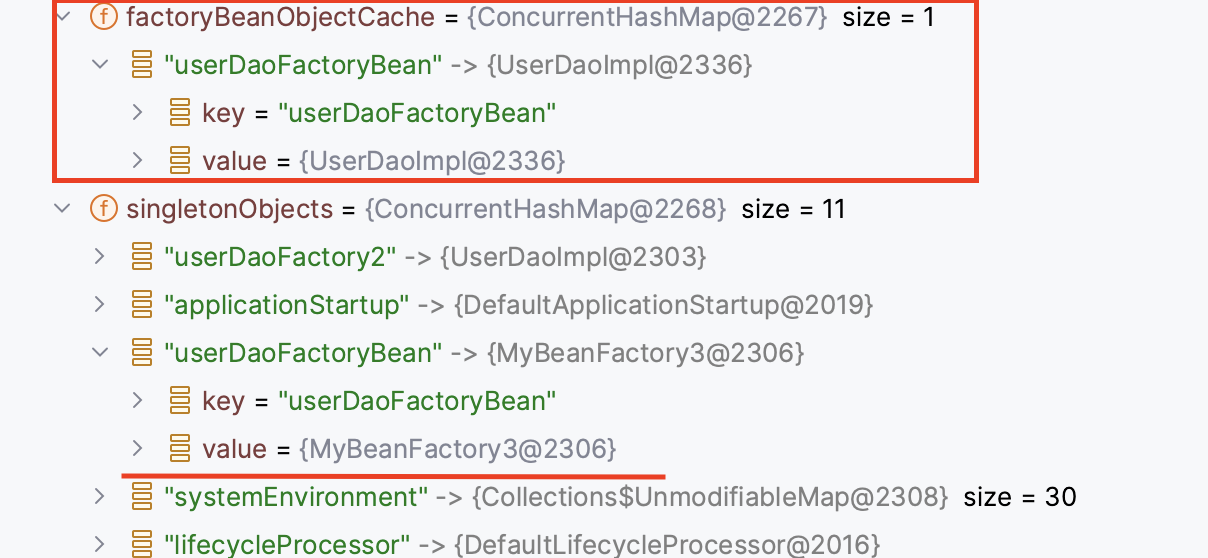 f factoryBeanObjectCache = {ConcurrentHashMap@2267} size = 1
"userDaoFactoryBean" -> {UserDaoImpl@2336}
key = "userDaoFactoryBean"
value = {UserDaoImpl@2336}
f singletonObjects = {ConcurrentHashMap@2268} size = 11
"userDaoFactory2" -> {UserDaoImpl@2303}
"applicationStartup" -> {DefaultApplicationStartup@2019}
"userDaoFactoryBean" -> {MyBeanFactory3@2306}
key = "userDaoFactoryBean"
value = {MyBeanFactory3@2306}
"systemEnvironment" -> {Collections$UnmodifiableMap@2308} size = 30
"lifecycleProcessor" -> {DefaultLifecycleProcessor@2016}